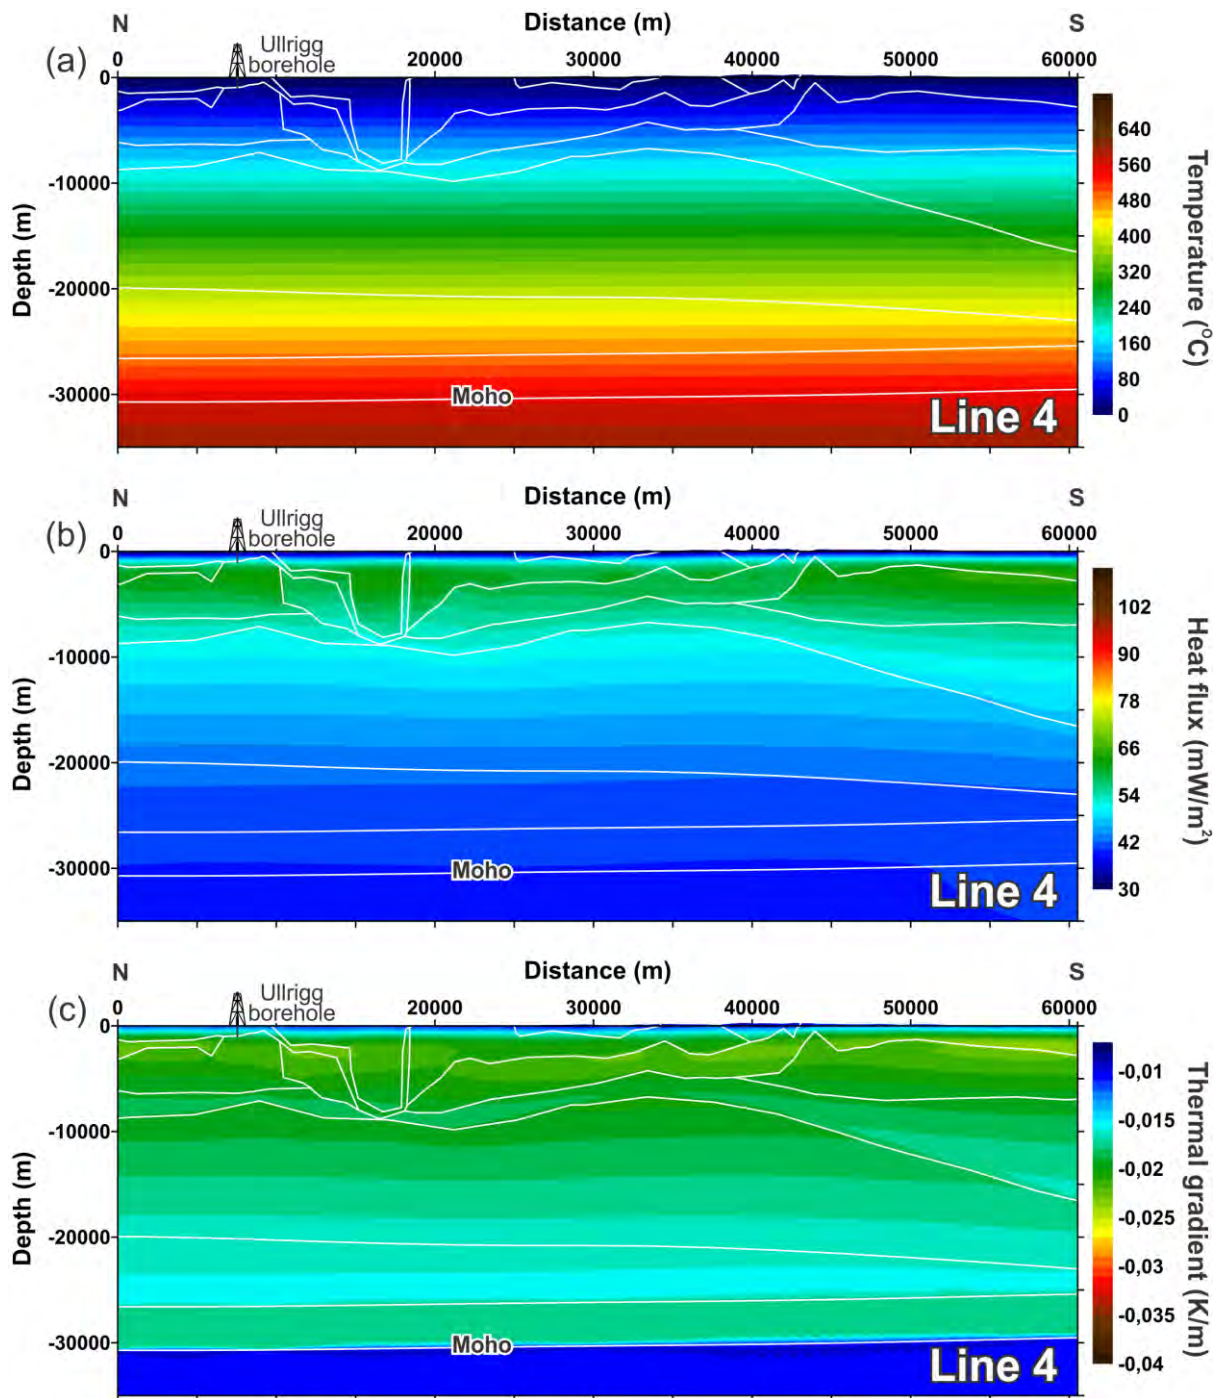 N Distance (m) S
(a) Ullrigg
borehole
0 20000 30000 40000 50000 60000
0
-10000
-20000
-30000
Depth (m)
Moho
Line 4
640
560
480
400
320
240
160
80
0
Temperature (°C)
N Distance (m) S
(b) Ullrigg
borehole
0 20000 30000 40000 50000 60000
0
-10000
-20000
-30000
Depth (m)
Moho
Line 4
102
90
78
66
54
42
30
Heat flux (mW/m²)
N Distance (m) S
(c) Ullrigg
borehole
0 20000 30000 40000 50000 60000
0
-10000
-20000
-30000
Depth (m)
Moho
Line 4
-0,01
-0,015
-0,02
-0,025
-0,03
-0,035
-0,04
Thermal gradient (K/m)